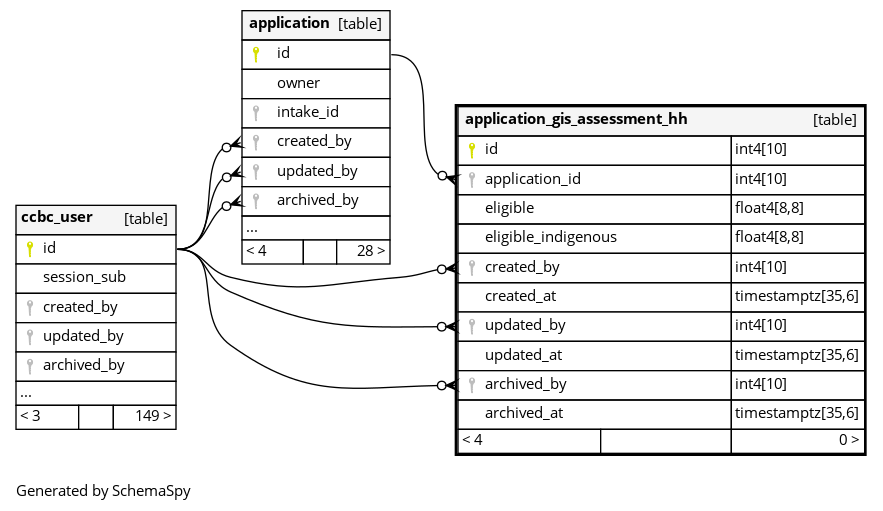 application [table]
id
owner
intake_id
created_by
updated_by
archived_by
...
< 4 28 >
application_gis_assessment_hh [table]
id int4[10]
application_id int4[10]
eligible float4[8,8]
eligible_indigenous float4[8,8]
created_by int4[10]
created_at timestamptz[35,6]
updated_by int4[10]
updated_at timestamptz[35,6]
archived_by int4[10]
archived_at timestamptz[35,6]
< 4 0 >
ccbc_user [table]
id
session_sub
created_by
updated_by
archived_by
...
< 3 149 >
Generated by SchemaSpy